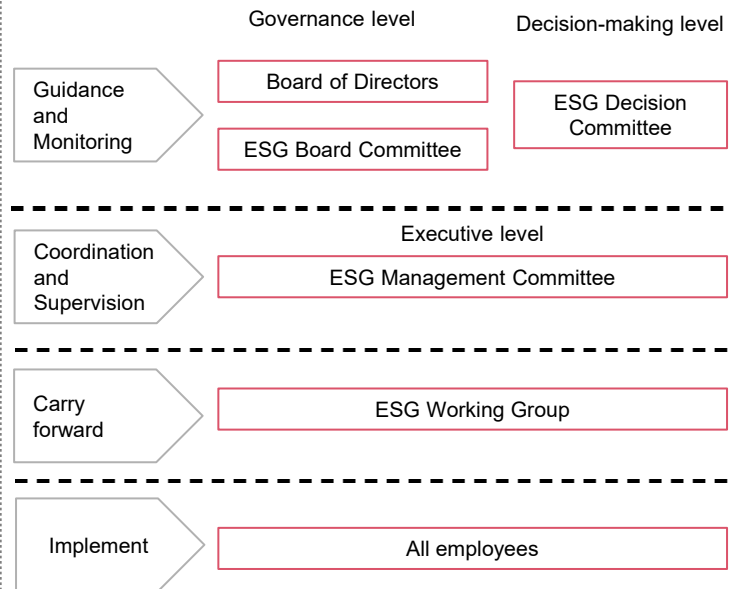 Governance level
Decision-making level
Guidance
and
Monitoring
Board of Directors
ESG Board Committee
ESG Decision
Committee
Executive level
Coordination
and
Supervision
ESG Management Committee
Carry
forward
ESG Working Group
Implement
All employees